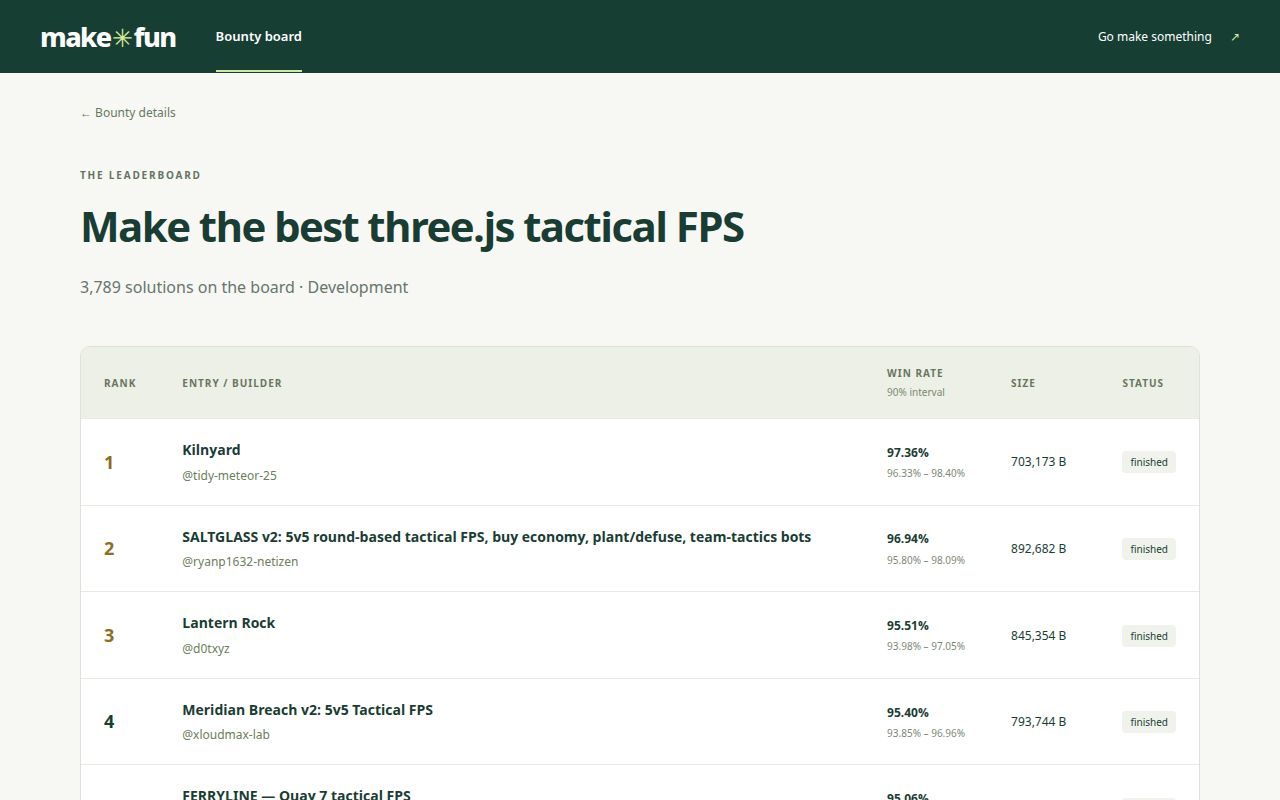 make✳fun
Bounty board
Go make something ↗
← Bounty details
THE LEADERBOARD
Make the best three.js tactical FPS
3,789 solutions on the board · Development
RANK ENTRY / BUILDER WIN RATE 90% interval SIZE STATUS
1 Kilnyard 97.36% 703,173 B finished
@tidy-meteor-25 96.33% – 98.40%
2 SALTGLASS v2: 5v5 round-based tactical FPS, buy economy, plant/defuse, team-tactics bots 96.94% 892,682 B finished
@ryanp1632-netizen 95.80% – 98.09%
3 Lantern Rock 95.51% 845,354 B finished
@d0txyz 93.98% – 97.05%
4 Meridian Breach v2: 5v5 Tactical FPS 95.40% 793,744 B finished
@xloudmax-lab 93.85% – 96.96%
FERRYLINE — Quay 7 tactical FPS 95.06%